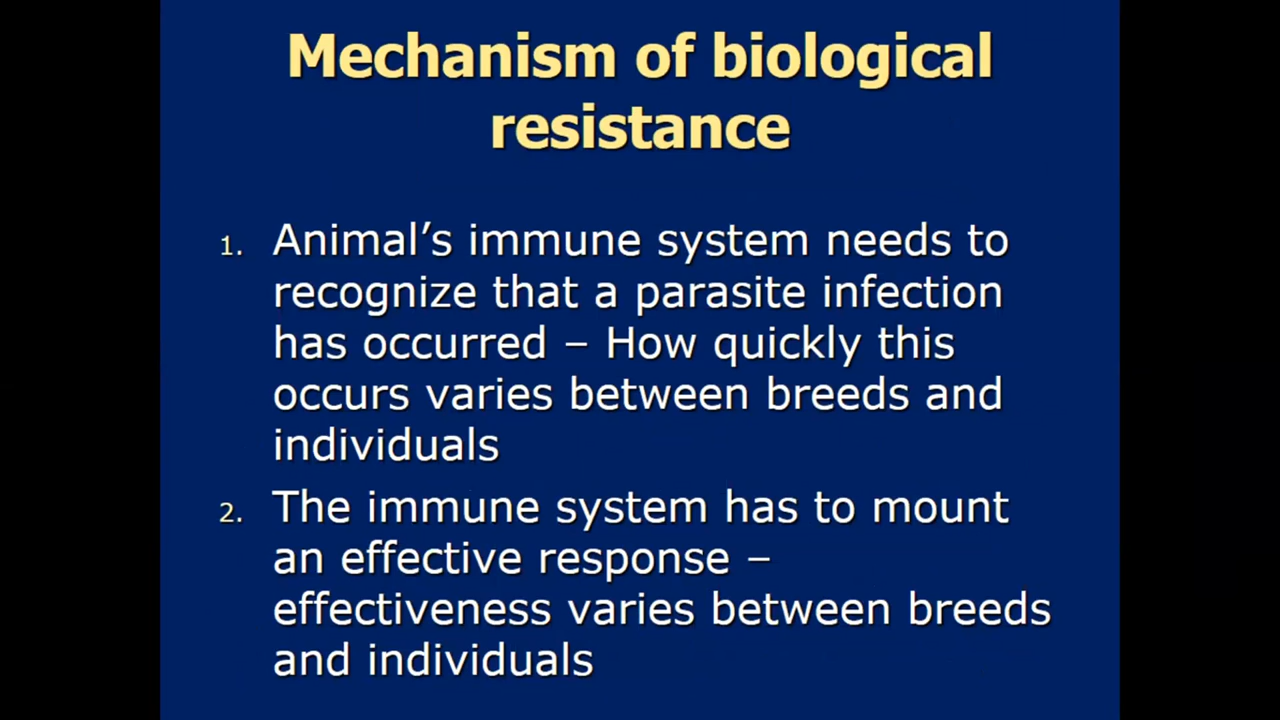 Mechanism of biological
resistance
1. Animal’s immune system needs to
recognize that a parasite infection
has occurred – How quickly this
occurs varies between breeds and
individuals
2. The immune system has to mount
an effective response –
effectiveness varies between breeds
and individuals